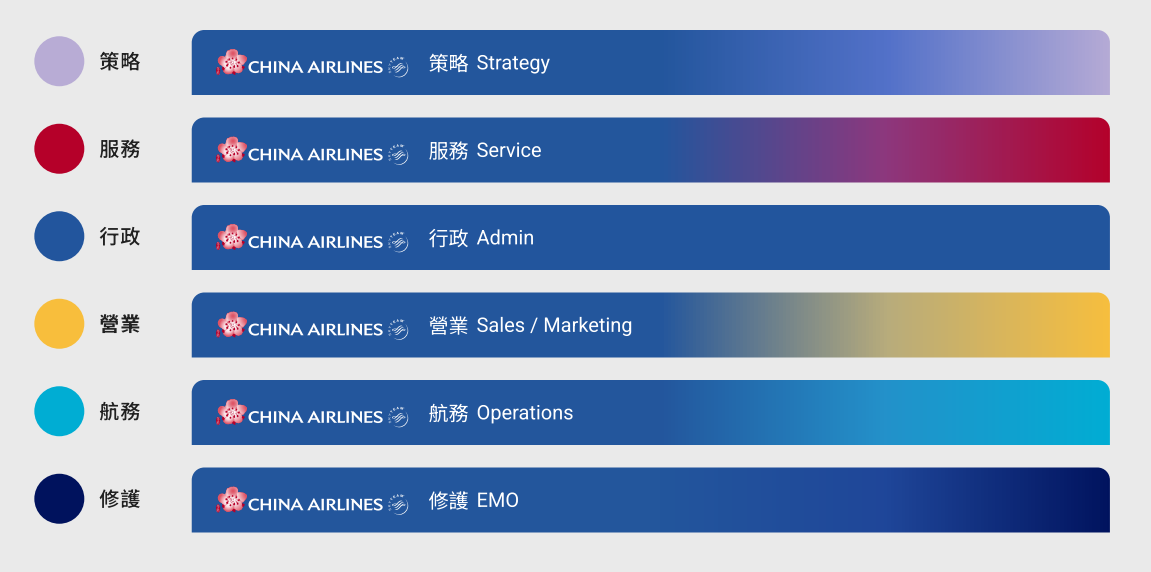 策略
CHINA AIRLINES 策略 Strategy
服務
CHINA AIRLINES 服務 Service
行政
CHINA AIRLINES 行政 Admin
營業
CHINA AIRLINES 營業 Sales / Marketing
航務
CHINA AIRLINES 航務 Operations
修護
CHINA AIRLINES 修護 EMO